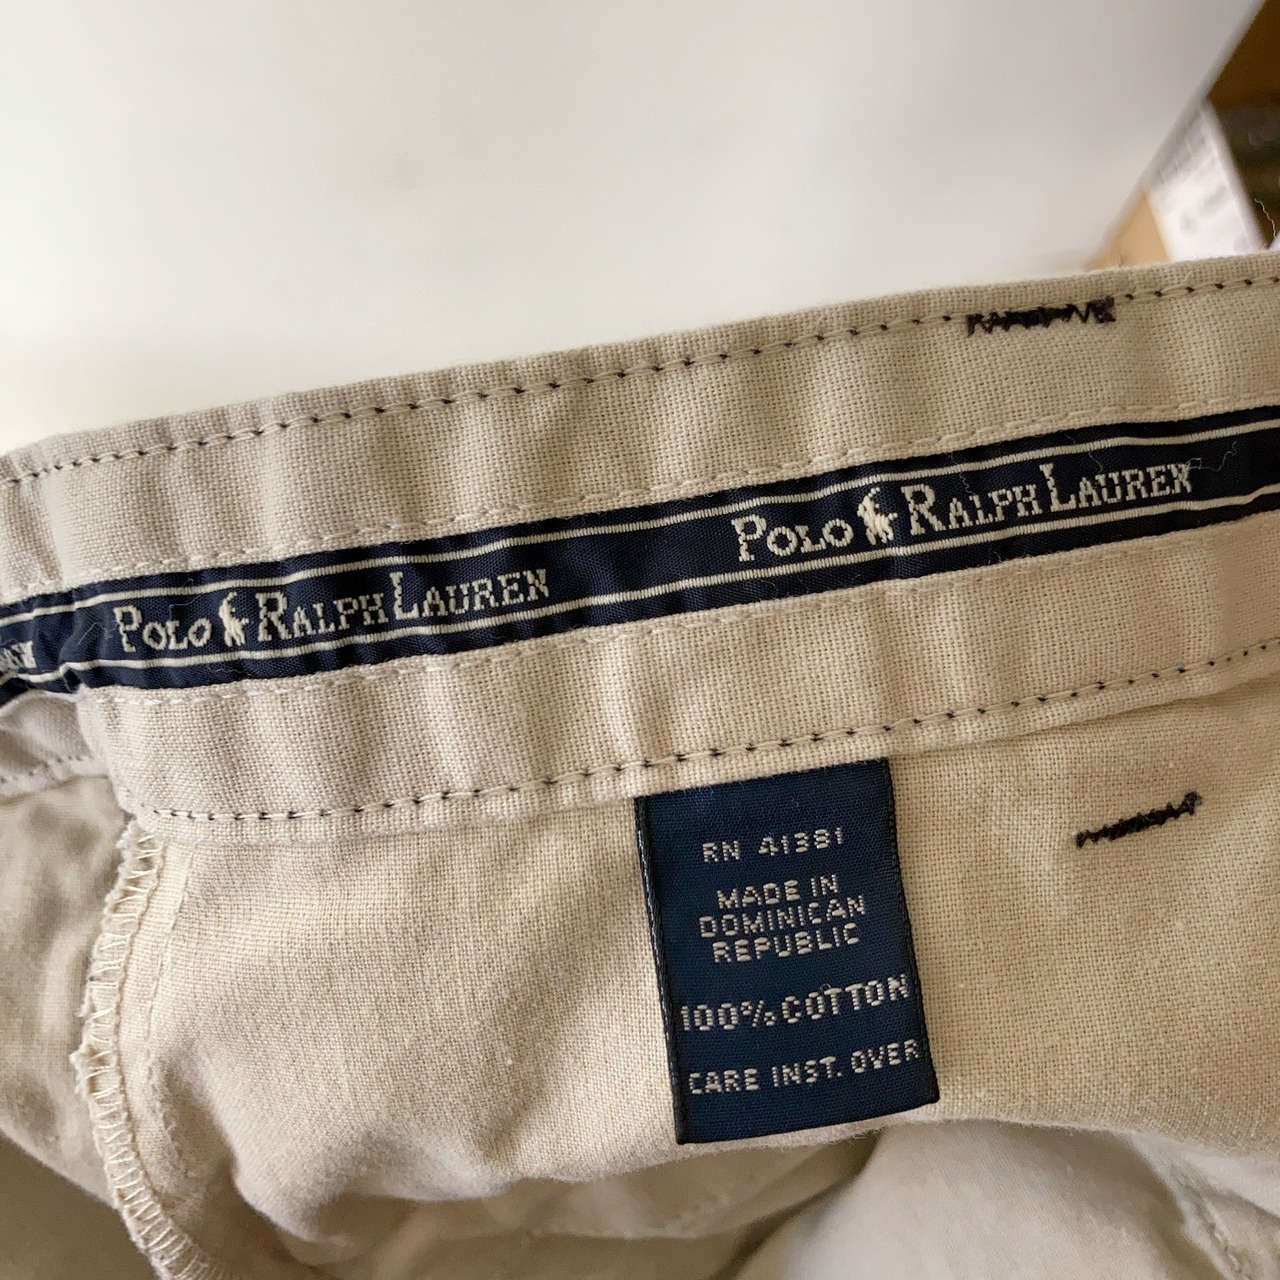 POLO RALPH LAUREN
POLO RALPH LAUREN
RN 41381
MADE IN
DOMINICAN
REPUBLIC
100% COTTON
CARE INST. OVER